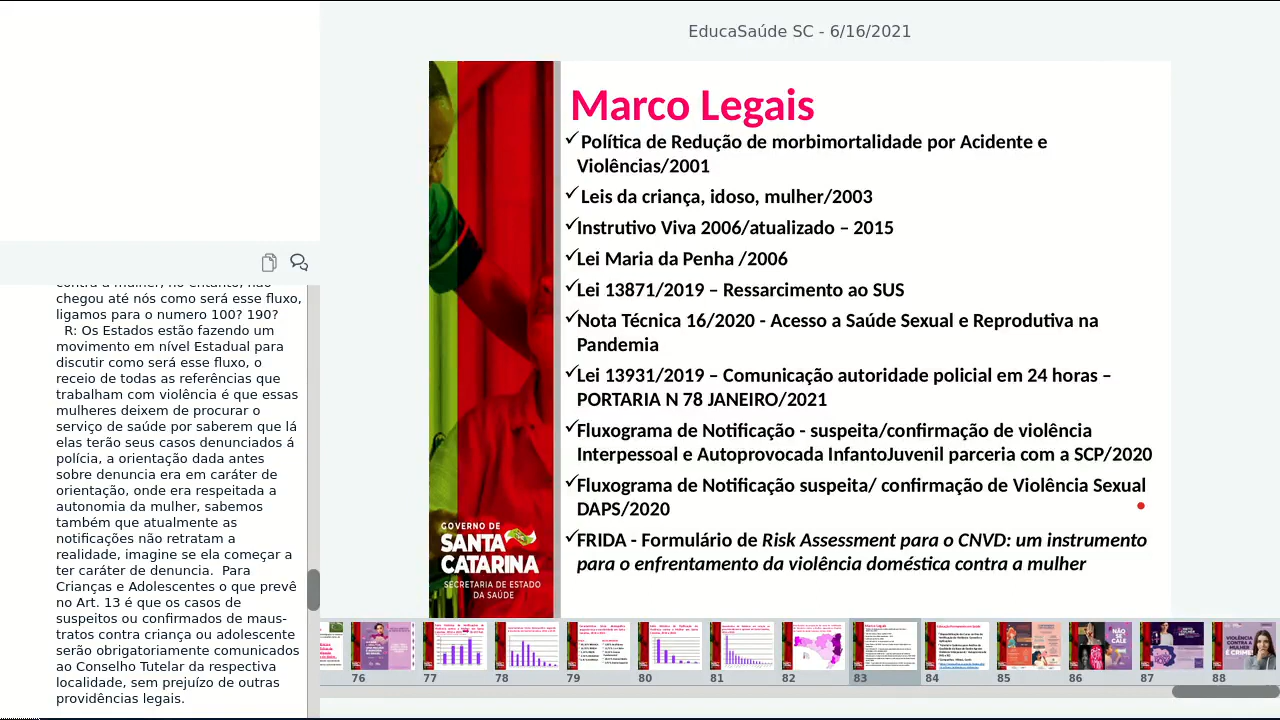 EducaSaúde SC - 6/16/2021
Marco Legais
Política de Redução de morbimortalidade por Acidente e
Violências/2001
Leis da criança, idoso, mulher/2003
Instrutivo Viva 2006/atualizado – 2015
Lei Maria da Penha /2006
Lei 13871/2019 – Ressarcimento ao SUS
Nota Técnica 16/2020 - Acesso a Saúde Sexual e Reprodutiva na
Pandemia
Lei 13931/2019 – Comunicação autoridade policial em 24 horas –
PORTARIA N 78 JANEIRO/2021
Fluxograma de Notificação - suspeita/confirmação de violência
Interpessoal e Autoprovocada InfantoJuvenil parceria com a SCP/2020
Fluxograma de Notificação suspeita/ confirmação de Violência Sexual
DAPS/2020
FRIDA - Formulário de Risk Assessment para o CNVD: um instrumento
para o enfrentamento da violência doméstica contra a mulher
GOVERNO DE
SANTA
CATARINA
SECRETARIA DE ESTADO
DA SAÚDE
contra a mulher, no entanto, não
chegou até nós como será esse fluxo,
ligamos para o numero 100? 190?
R: Os Estados estão fazendo um
movimento em nível Estadual para
discutir como será esse fluxo, o
receio de todas as referências que
trabalham com violência é que essas
mulheres deixem de procurar o
serviço de saúde por saberem que lá
elas terão seus casos denunciados á
polícia, a orientação dada antes
sobre denuncia era em caráter de
orientação, onde era respeitada a
autonomia da mulher, sabemos
também que atualmente as
notificações não retratam a
realidade, imagine se ela começar a
ter caráter de denuncia. Para
Crianças e Adolescentes o que prevê
no Art. 13 é que os casos de
suspeitos ou confirmados de maus-
tratos contra criança ou adolescente
serão obrigatoriamente comunicados
ao Conselho Tutelar da respctiva
localidade, sem prejuízo de outras
providências legais.
76 77 78 79 80 81 82 83 84 85 86 87 88